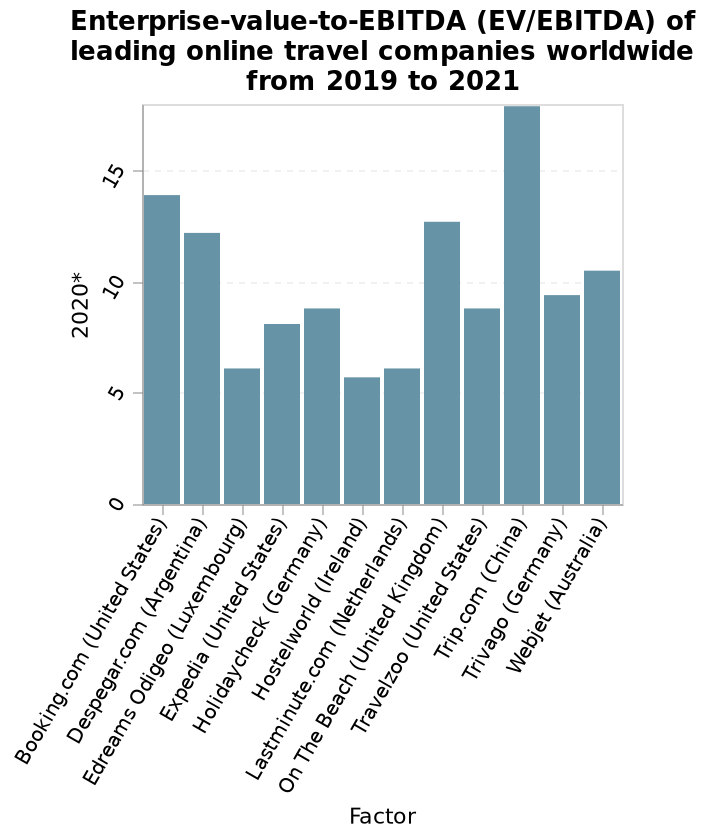 Enterprise-value-to-EBITDA (EV/EBITDA) of
leading online travel companies worldwide
from 2019 to 2021
2020*
15
10
5
0
Booking.com (United States)
Despegar.com (Argentina)
Edreams Odigeo (Luxembourg)
Expedia (United States)
Holidaycheck (Germany)
Hostelworld (Ireland)
Lastminute.com (Netherlands)
On The Beach (United Kingdom)
Travelzoo (United States)
Trip.com (China)
Trivago (Germany)
Webjet (Australia)
Factor